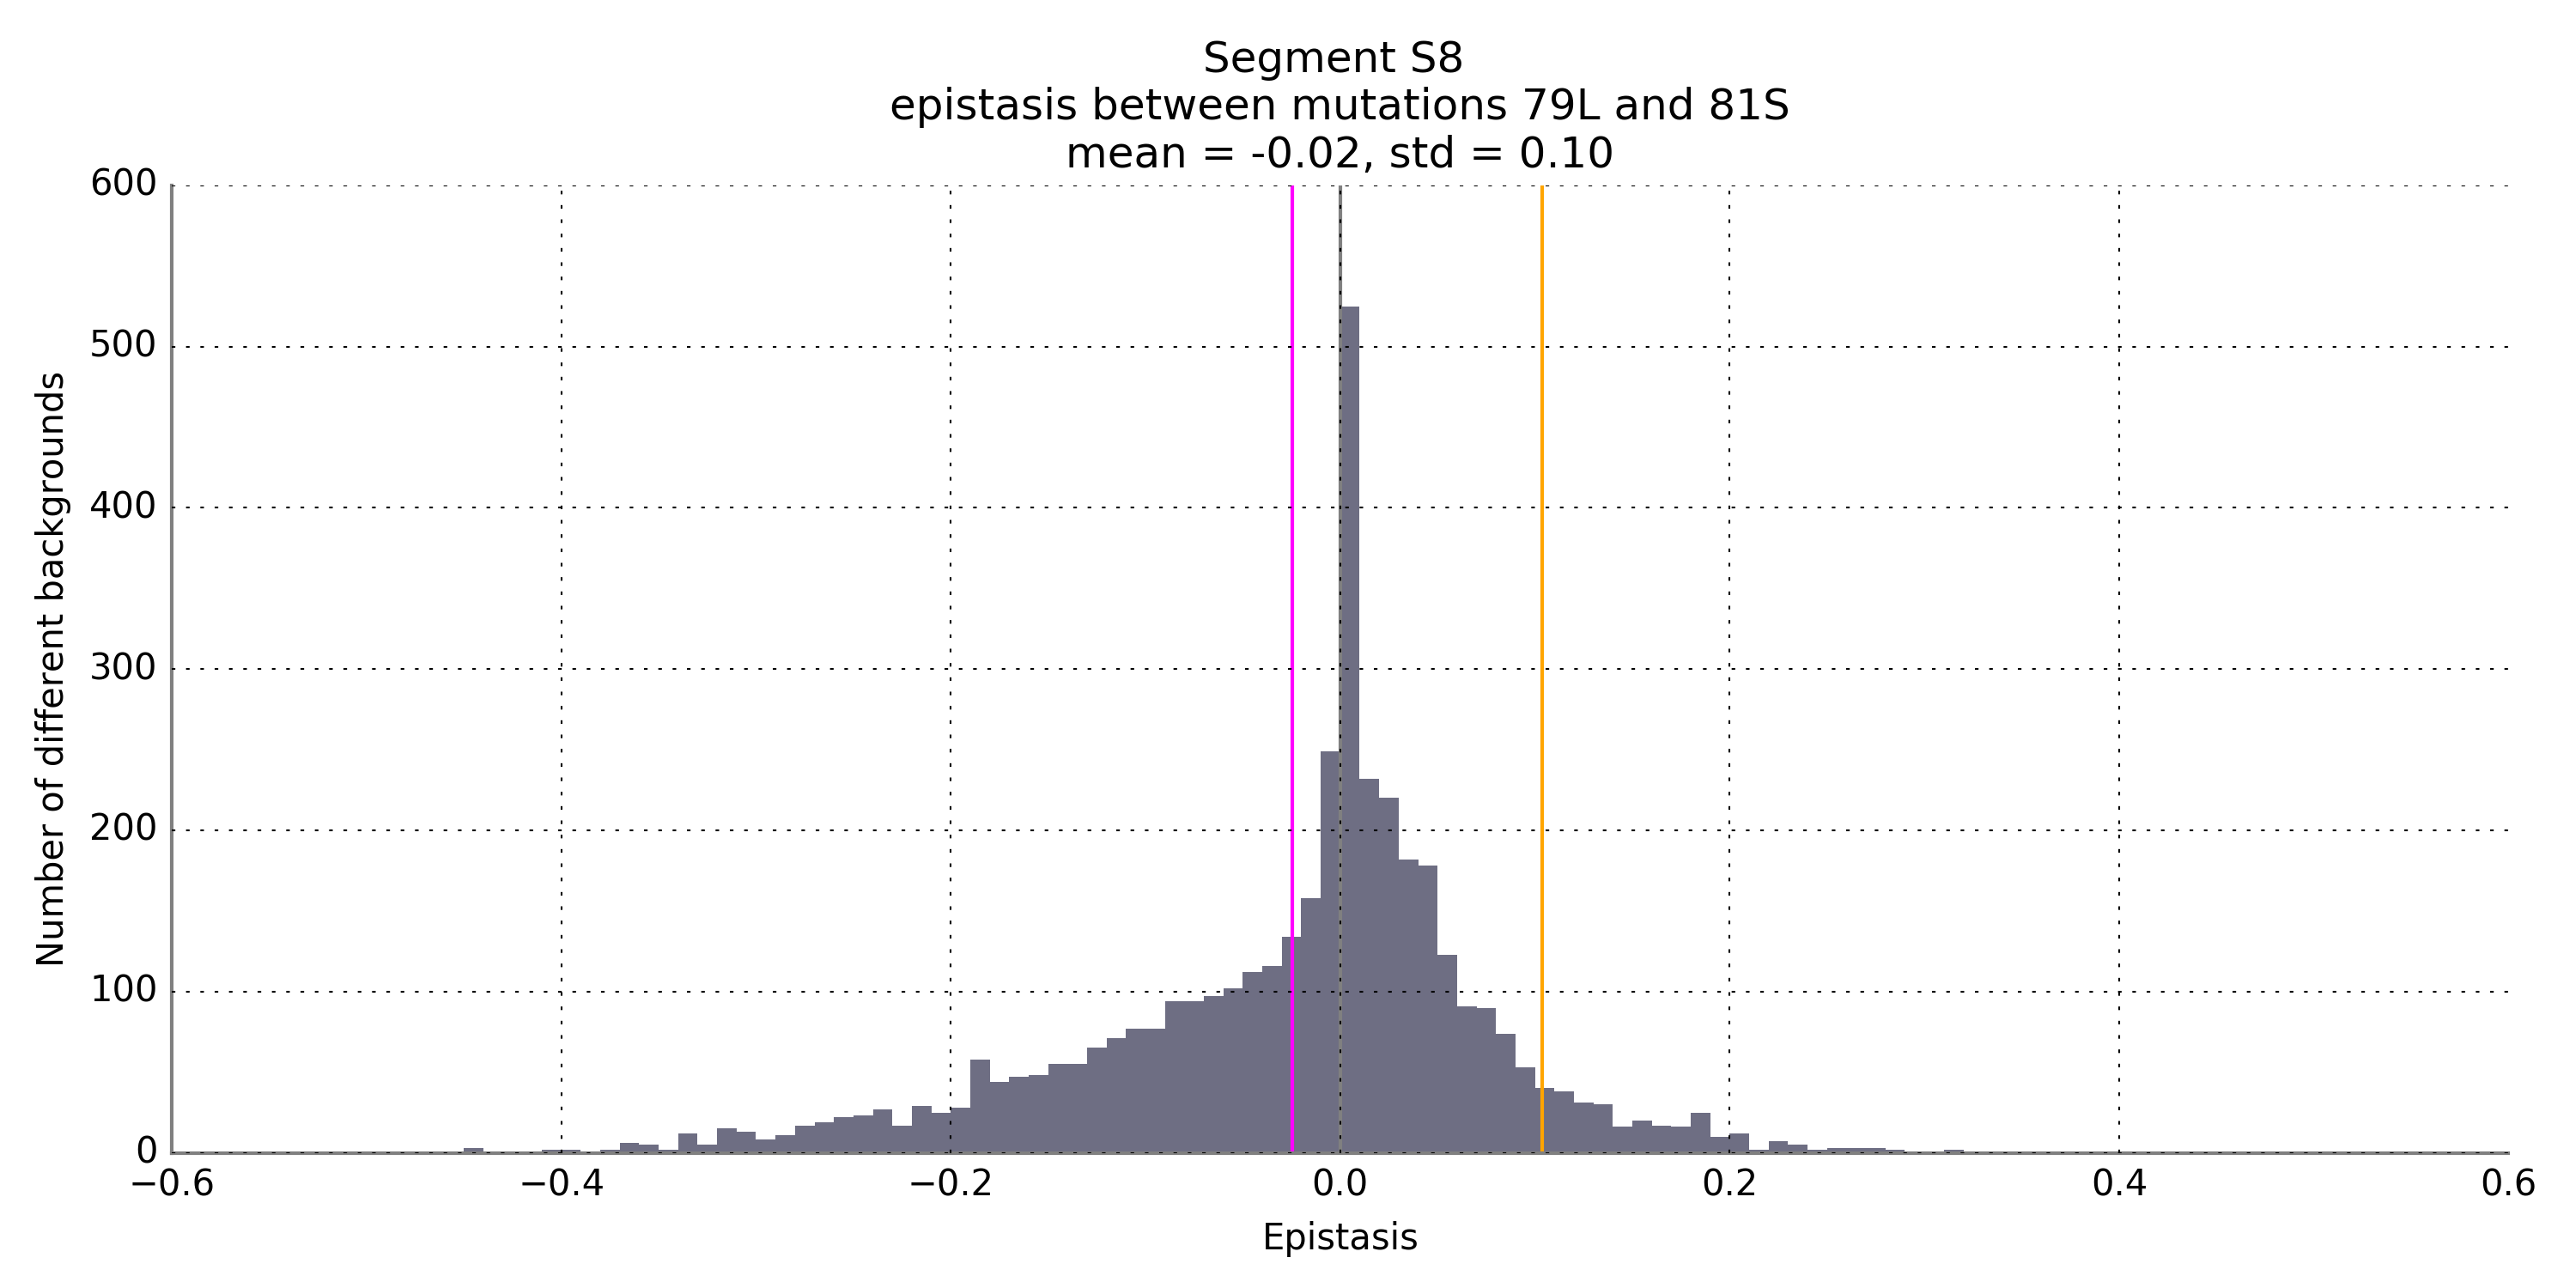 Segment S8
epistasis between mutations 79L and 81S
mean = -0.02, std = 0.10
600
500
400
300
200
100
0
Number of different backgrounds
−0.6 −0.4 −0.2 0.0 0.2 0.4 0.6
Epistasis